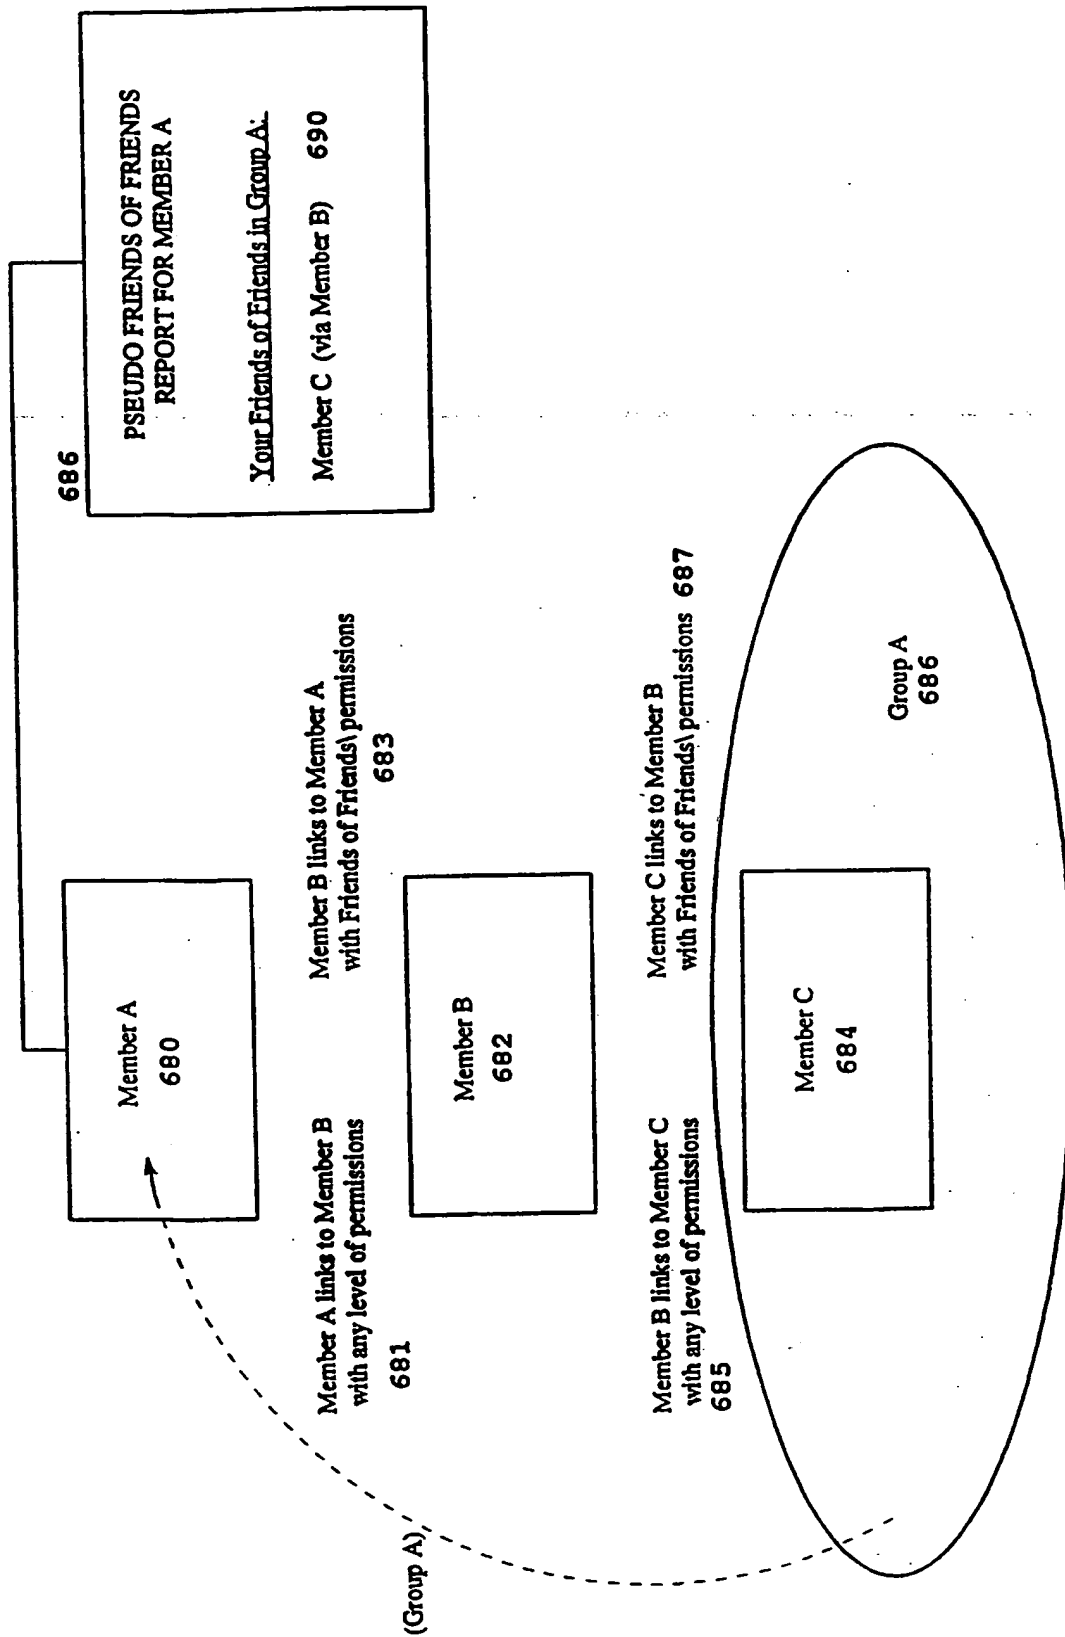 686
PSEUDO FRIENDS OF FRIENDS
REPORT FOR MEMBER A
Your Friends of Friends in Group A:
Member C (via Member B) 690
Member A
680
Member A links to Member B
with any level of permissions
681
Member B links to Member A
with Friends of Friends\ permissions
683
(Group A)
Member B
682
Member B links to Member C
with any level of permissions
685
Member C links to Member B
with Friends of Friends\ permissions 687
Member C
684
Group A
686